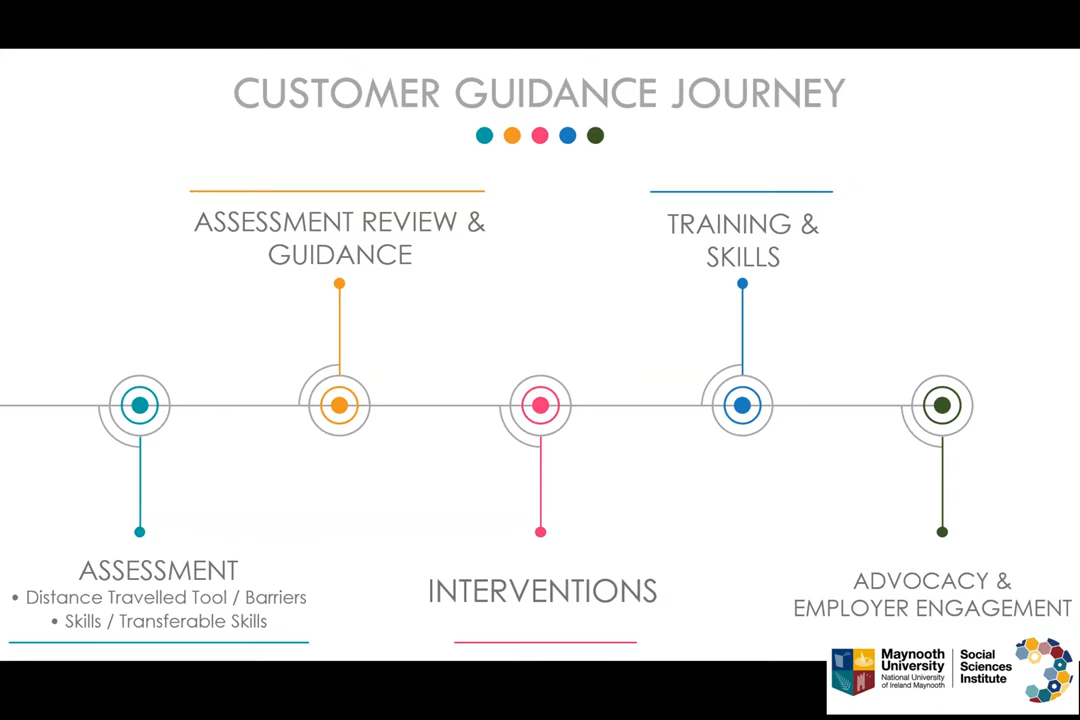 CUSTOMER GUIDANCE JOURNEY
ASSESSMENT REVIEW &
GUIDANCE
TRAINING &
SKILLS
ASSESSMENT
• Distance Travelled Tool / Barriers
• Skills / Transferable Skills
INTERVENTIONS
ADVOCACY &
EMPLOYER ENGAGEMENT
Maynooth
University
National University
of Ireland Maynooth
Social
Sciences
Institute